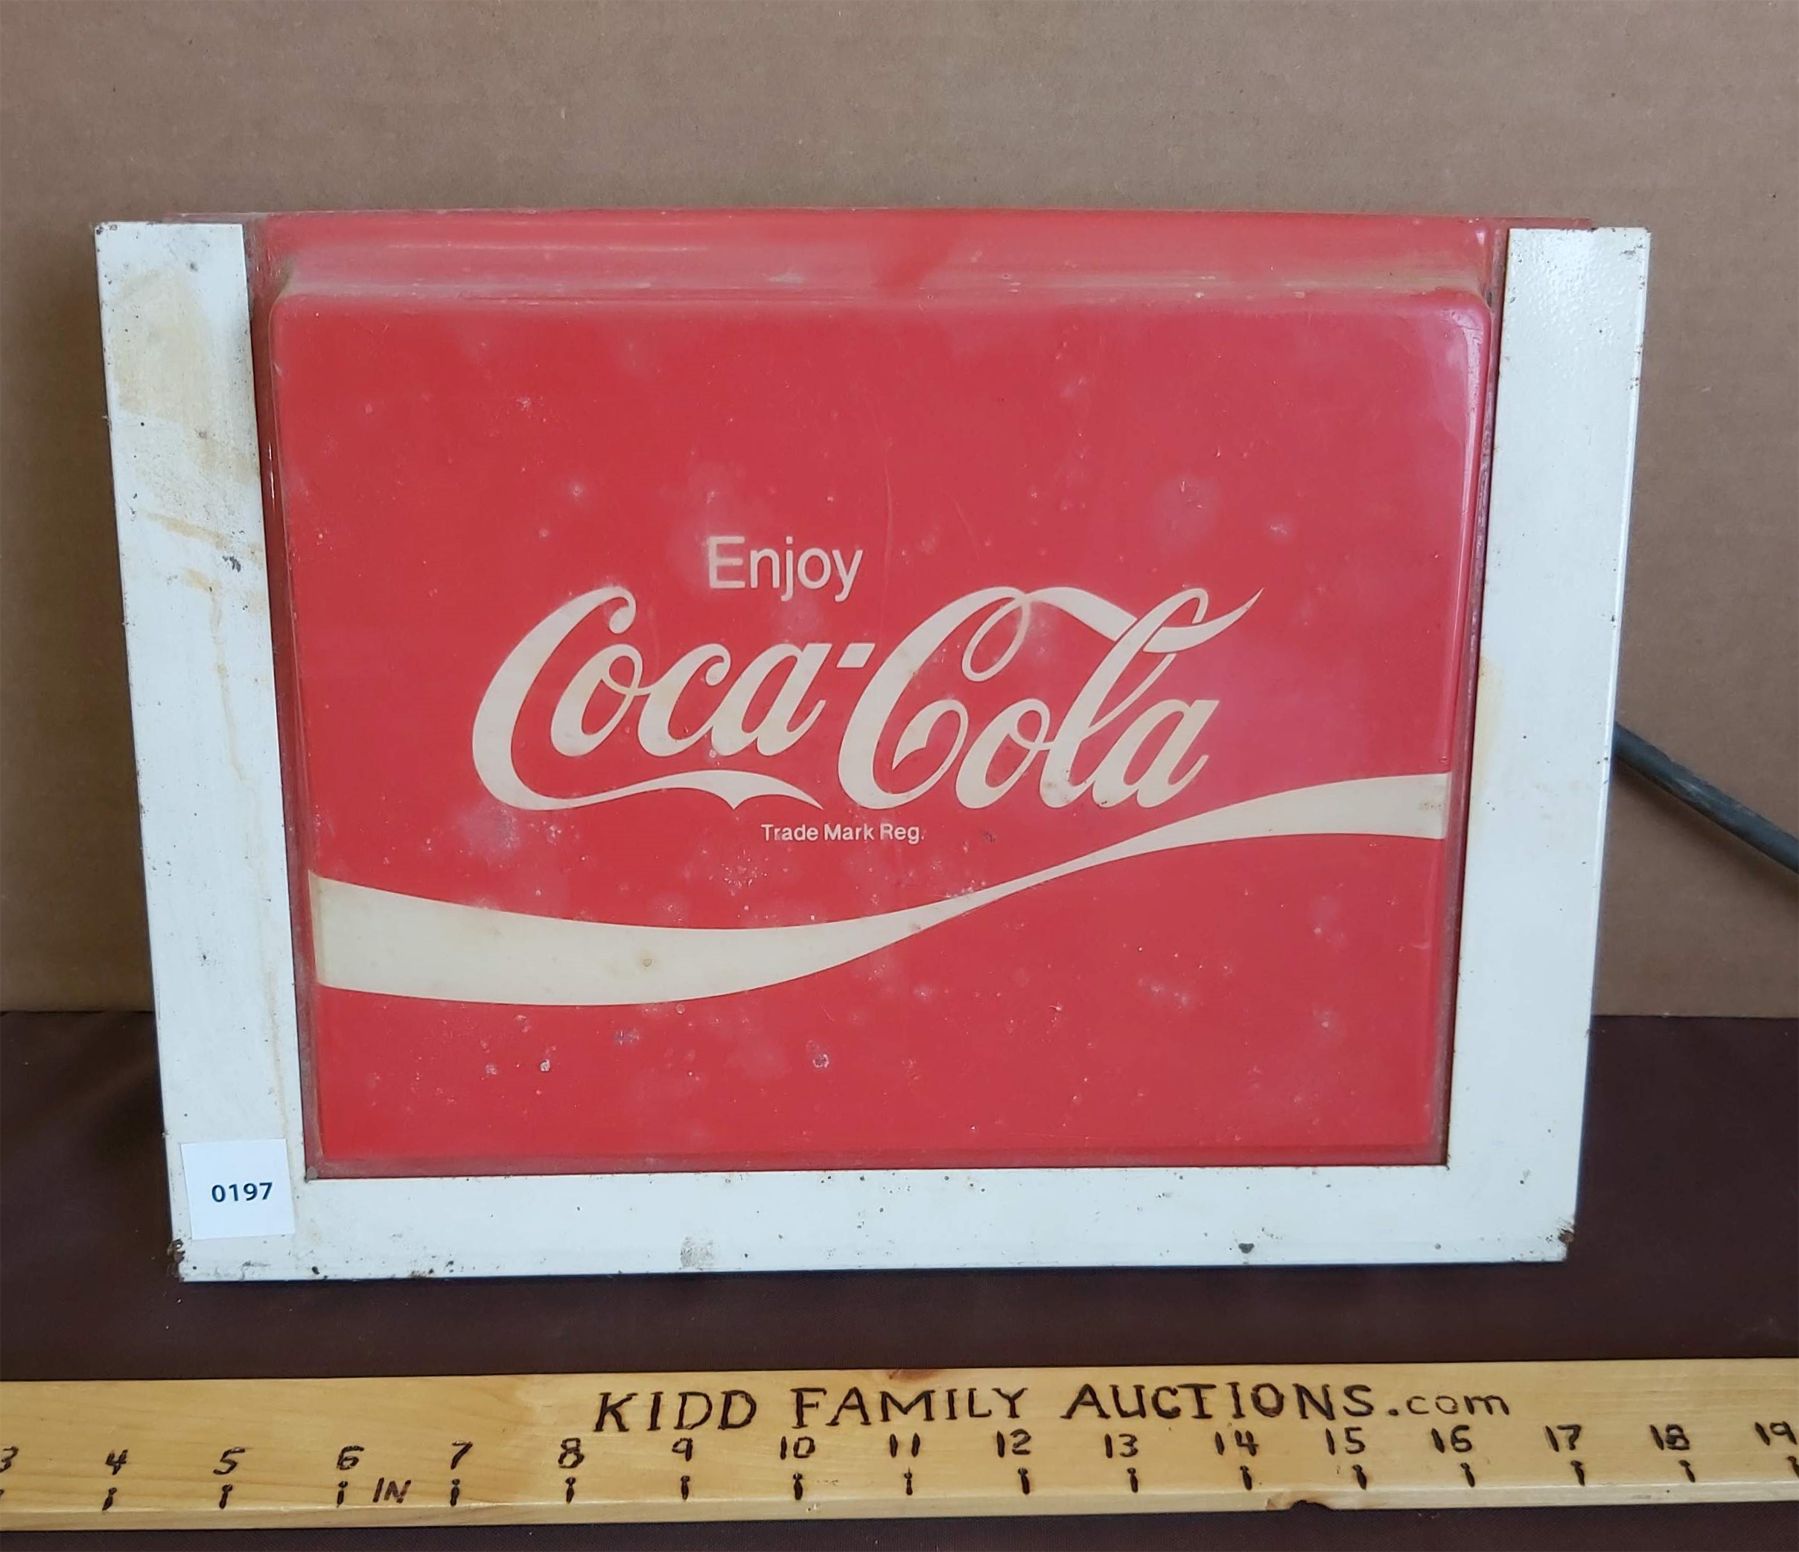 Enjoy
Coca-Cola
Trade Mark Reg.
0197
KIDD FAMILY AUCTIONS.com
3 4 5 6 7 8 9 10 11 12 13 14 15 16 17 18 19
IN